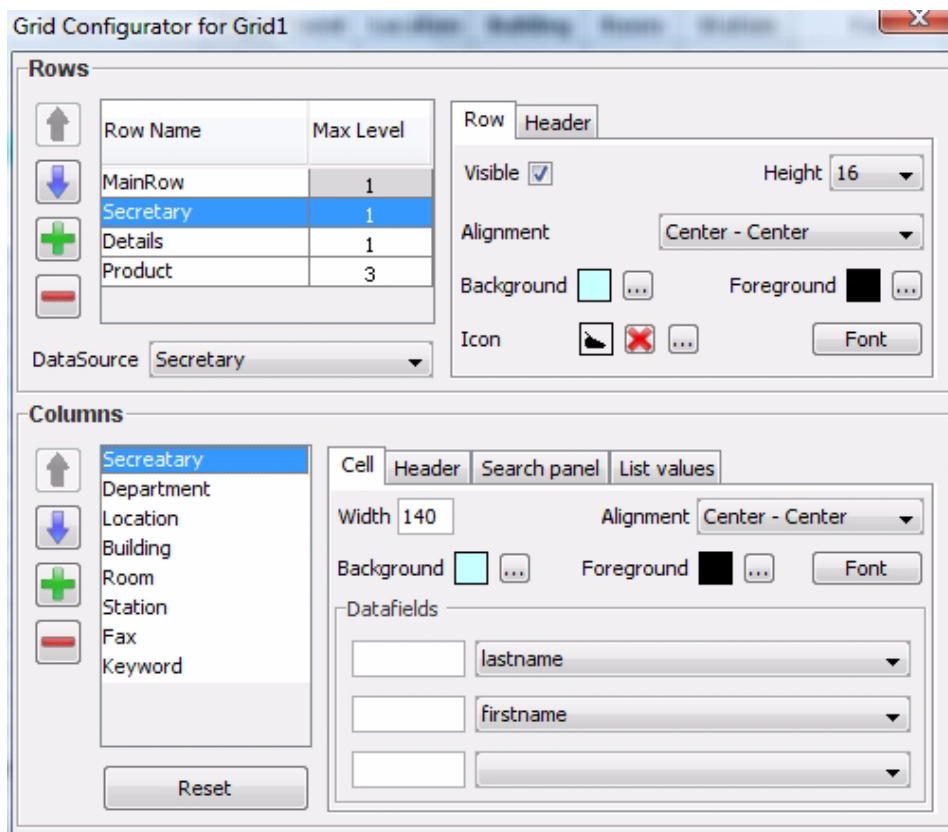 Grid Configurator for Grid1
Rows
Row Name Max Level
MainRow 1
Secretary 1
Details 1
Product 3
DataSource Secretary
Row Header
Visible Height 16
Alignment Center - Center
Background ... Foreground ...
Icon ... Font
Columns
Secreatary
Department
Location
Building
Room
Station
Fax
Keyword
Reset
Cell Header Search panel List values
Width 140 Alignment Center - Center
Background ... Foreground ... Font
Datafields
lastname
firstname